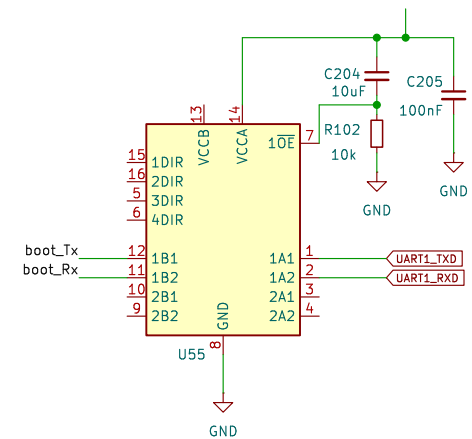 C204
10uF
C205
100nF
13
14
VCCB
VCCA
7
1OE
R102
10k
GND
GND
15
1DIR
16
2DIR
5
3DIR
6
4DIR
boot_Tx
12
1B1
1A1
1
UART1_TXD
boot_Rx
11
1B2
1A2
2
UART1_RXD
10
2B1
2A1
3
9
2B2
2A2
4
GND
8
U55
GND